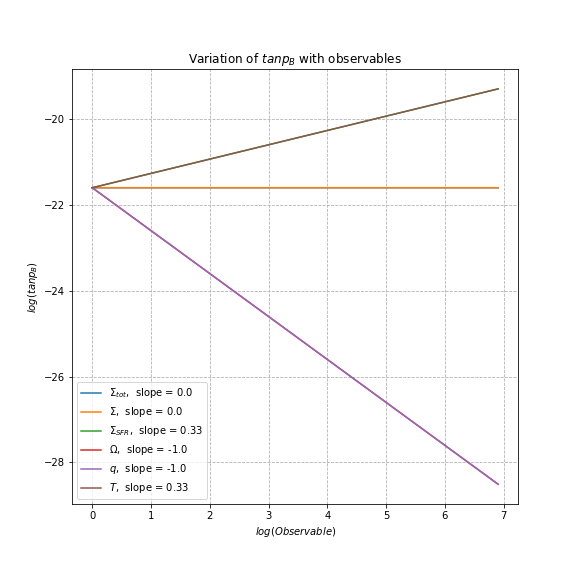 Variation of tanp_B with observables
log(tanp_B)
−20
−22
−24
−26
−28
Σ_tot, slope = 0.0
Σ, slope = 0.0
Σ_SFR, slope = 0.33
Ω, slope = -1.0
q, slope = -1.0
T, slope = 0.33
0 1 2 3 4 5 6 7
log(Observable)